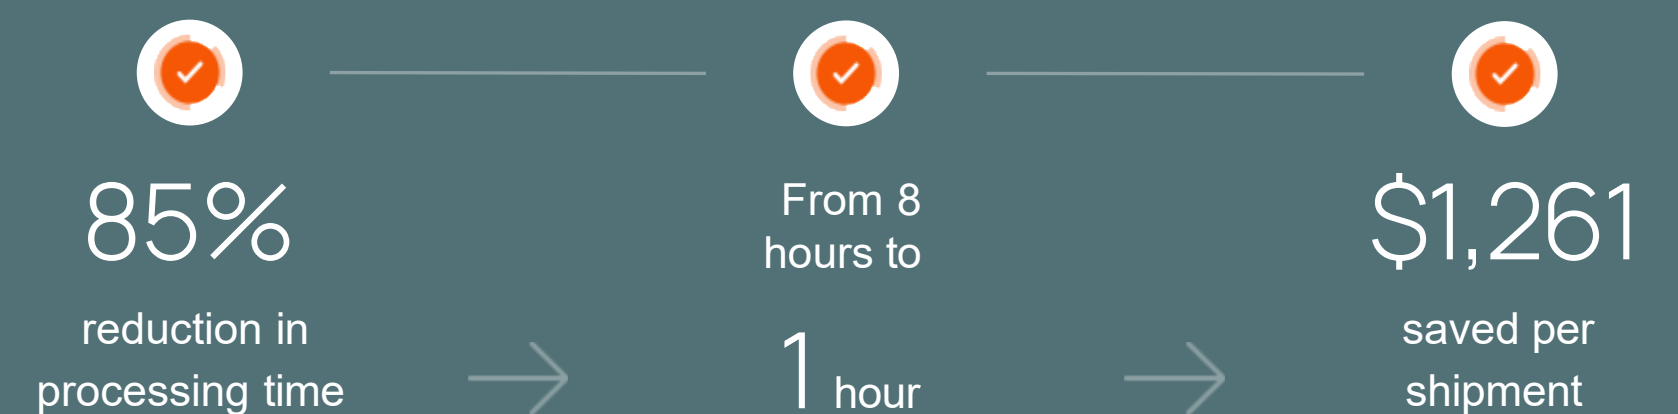 85%
reduction in
processing time
From 8
hours to
1 hour
$1,261
saved per
shipment